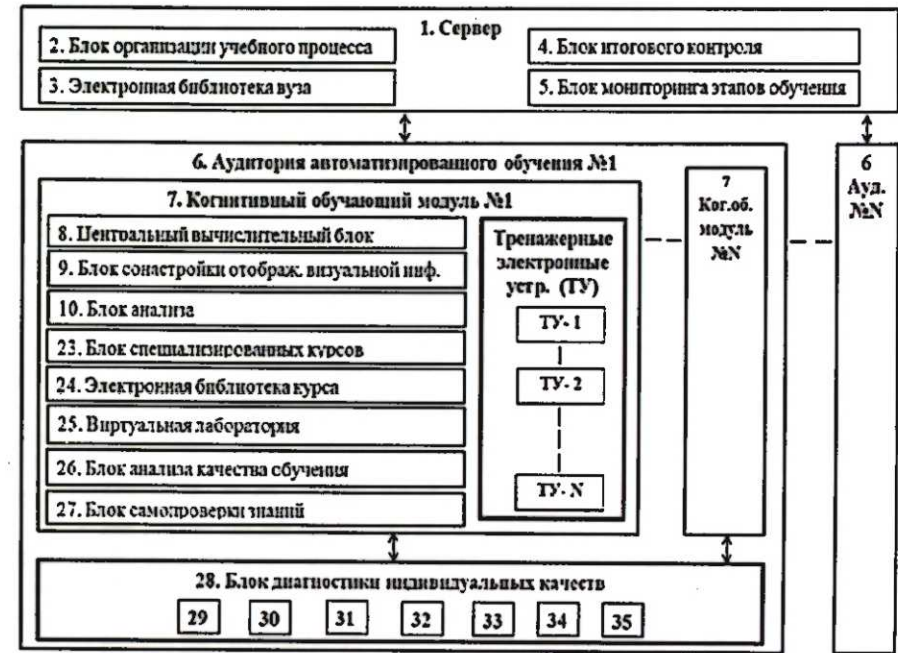 1. Сервер
2. Блок организации учебного процесса
4. Блок итогового контроля
3. Электронная библиотека вуза
5. Блок мониторинга этапов обучения
6. Аудитория автоматизированного обучения №1
7. Когнитивный обучающий модуль №1
8. Центральный вычислительный блок
9. Блок сонастройки отображ. визуальной инф.
10. Блок анализа
23. Блок специализированных курсов
24. Электронная библиотека курса
25. Виртуальная лаборатория
26. Блок анализа качества обучения
27. Блок самопроверки знаний
Тренажерные
электронные
устр. (ТУ)
ТУ- 1
ТУ- 2
ТУ- N
7
Ког.об.
модуль
№N
6
Ауд.
№N
28. Блок диагностики индивидуальных качеств
29 30 31 32 33 34 35